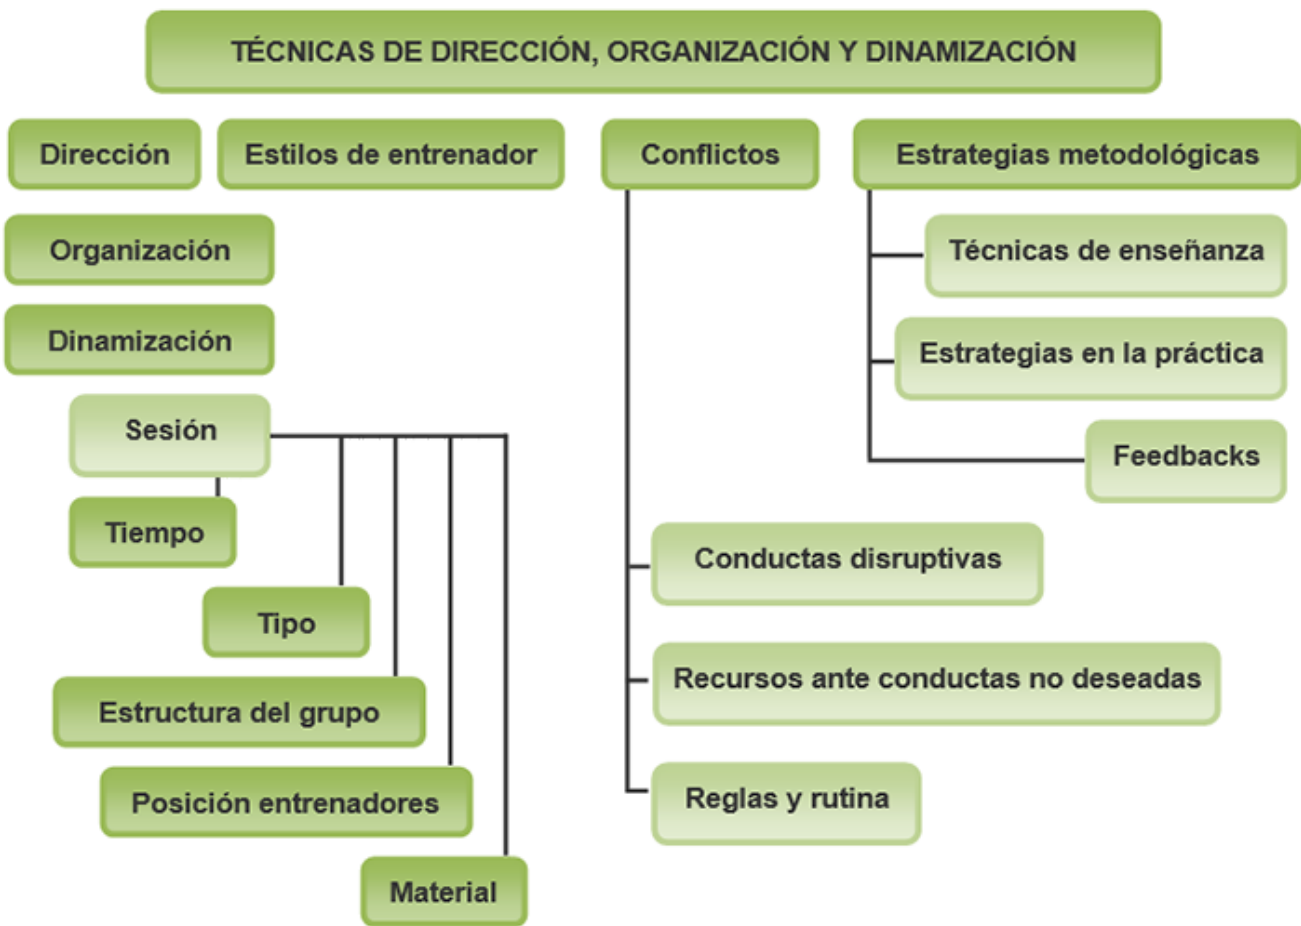 TÉCNICAS DE DIRECCIÓN, ORGANIZACIÓN Y DINAMIZACIÓN
Dirección
Estilos de entrenador
Conflictos
Estrategias metodológicas
Organización
Técnicas de enseñanza
Dinamización
Estrategias en la práctica
Sesión
Feedbacks
Tiempo
Conductas disruptivas
Tipo
Recursos ante conductas no deseadas
Estructura del grupo
Posición entrenadores
Reglas y rutina
Material